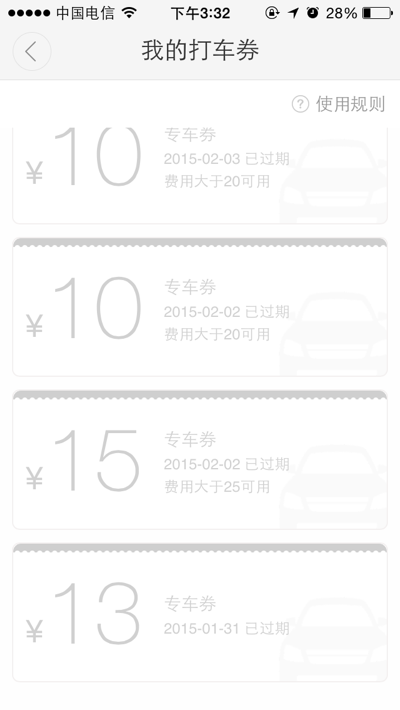 中国电信 下午3:32 28%
我的打车券
? 使用规则
¥10 专车券
2015-02-03 已过期
费用大于20可用
¥10 专车券
2015-02-02 已过期
费用大于20可用
¥15 专车券
2015-02-02 已过期
费用大于25可用
¥13 专车券
2015-01-31 已过期